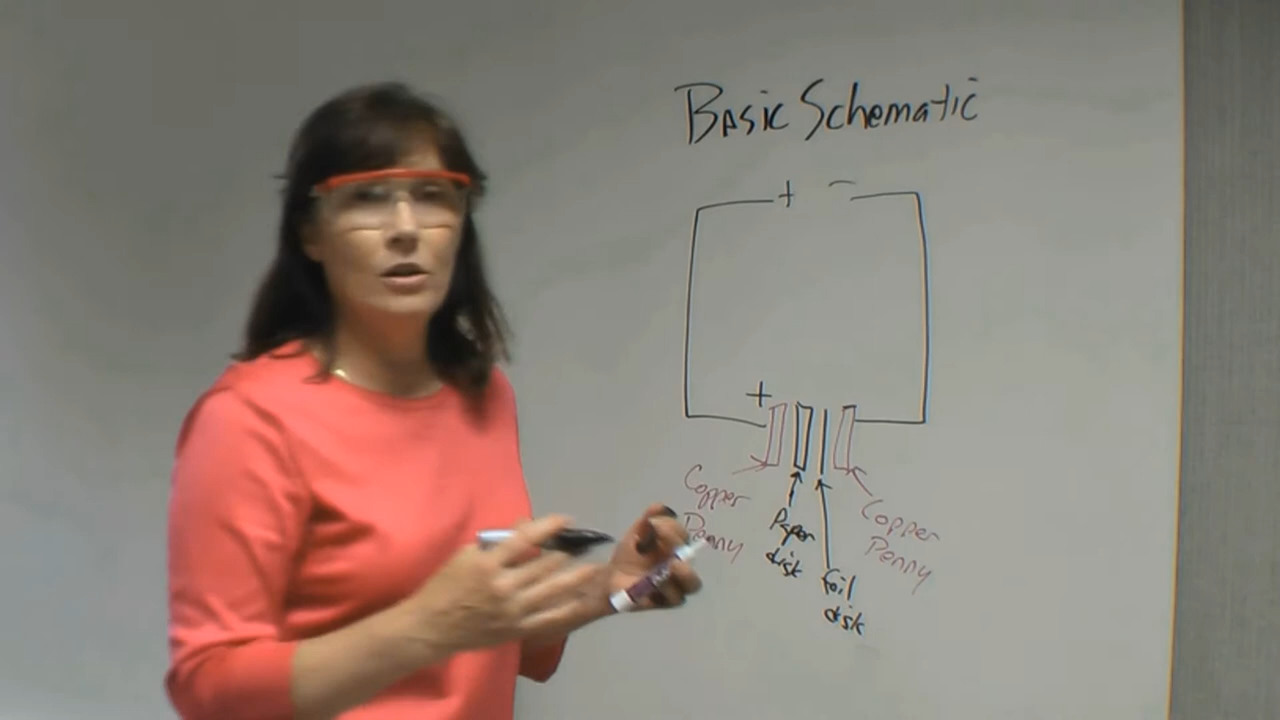 Basic Schematic
+ −
+
Copper
Penny
Paper
disk
foil
disk
Copper
Penny